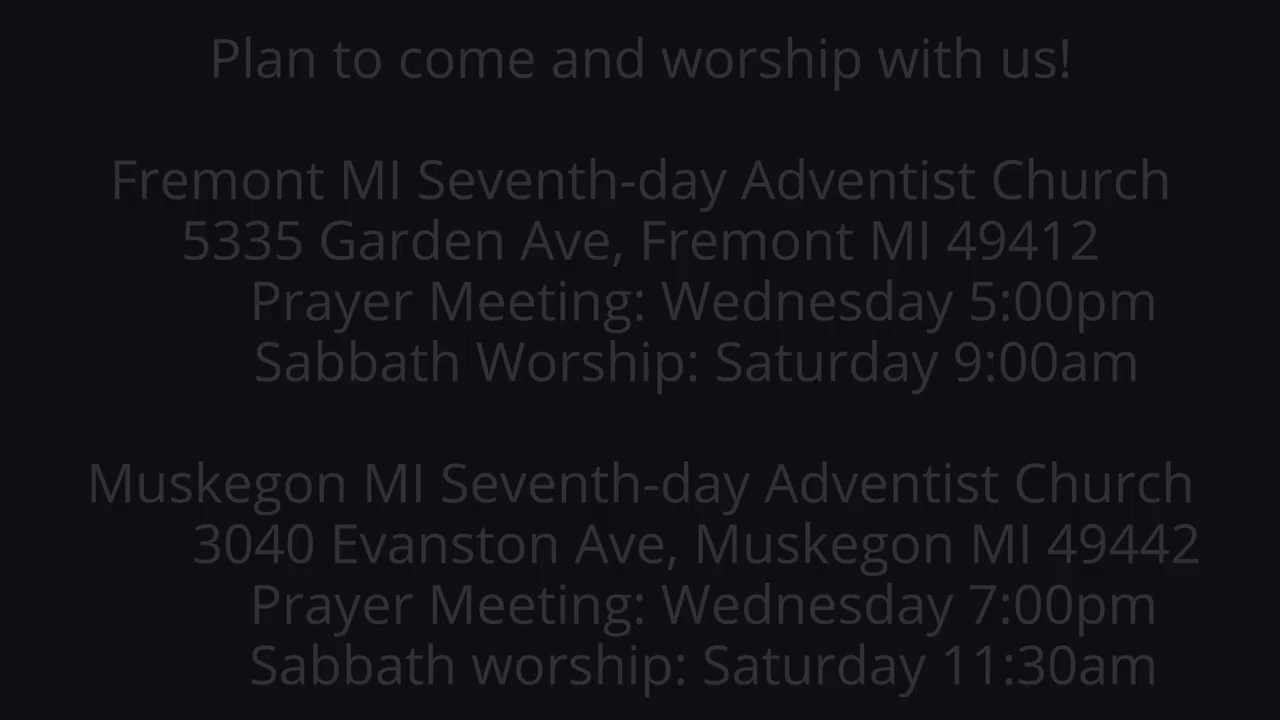 Plan to come and worship with us!
Fremont MI Seventh-day Adventist Church
5335 Garden Ave, Fremont MI 49412
Prayer Meeting: Wednesday 5:00pm
Sabbath Worship: Saturday 9:00am
Muskegon MI Seventh-day Adventist Church
3040 Evanston Ave, Muskegon MI 49442
Prayer Meeting: Wednesday 7:00pm
Sabbath worship: Saturday 11:30am